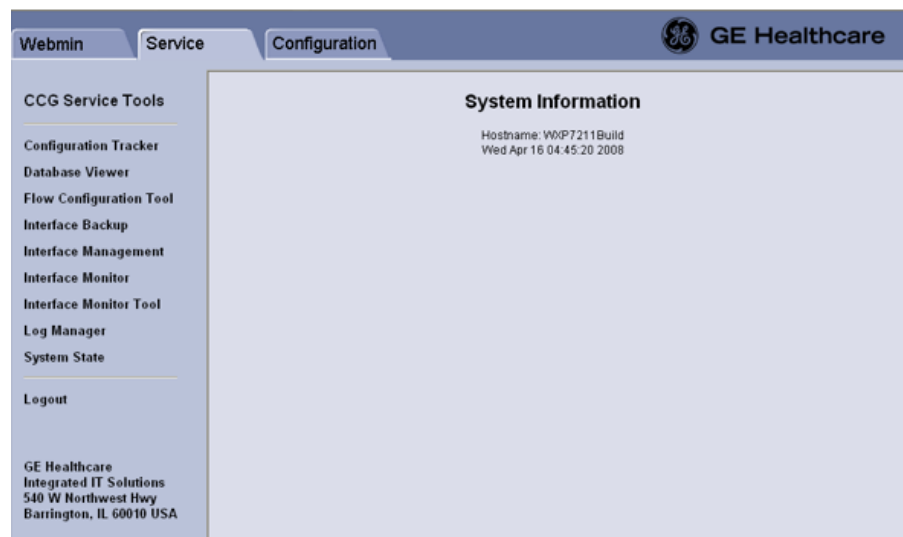 Webmin
Service
Configuration
GE Healthcare
CCG Service Tools
Configuration Tracker
Database Viewer
Flow Configuration Tool
Interface Backup
Interface Management
Interface Monitor
Interface Monitor Tool
Log Manager
System State
Logout
GE Healthcare
Integrated IT Solutions
540 W Northwest Hwy
Barrington, IL 60010 USA
System Information
Hostname: WXP7211Build
Wed Apr 16 04:45:20 2008